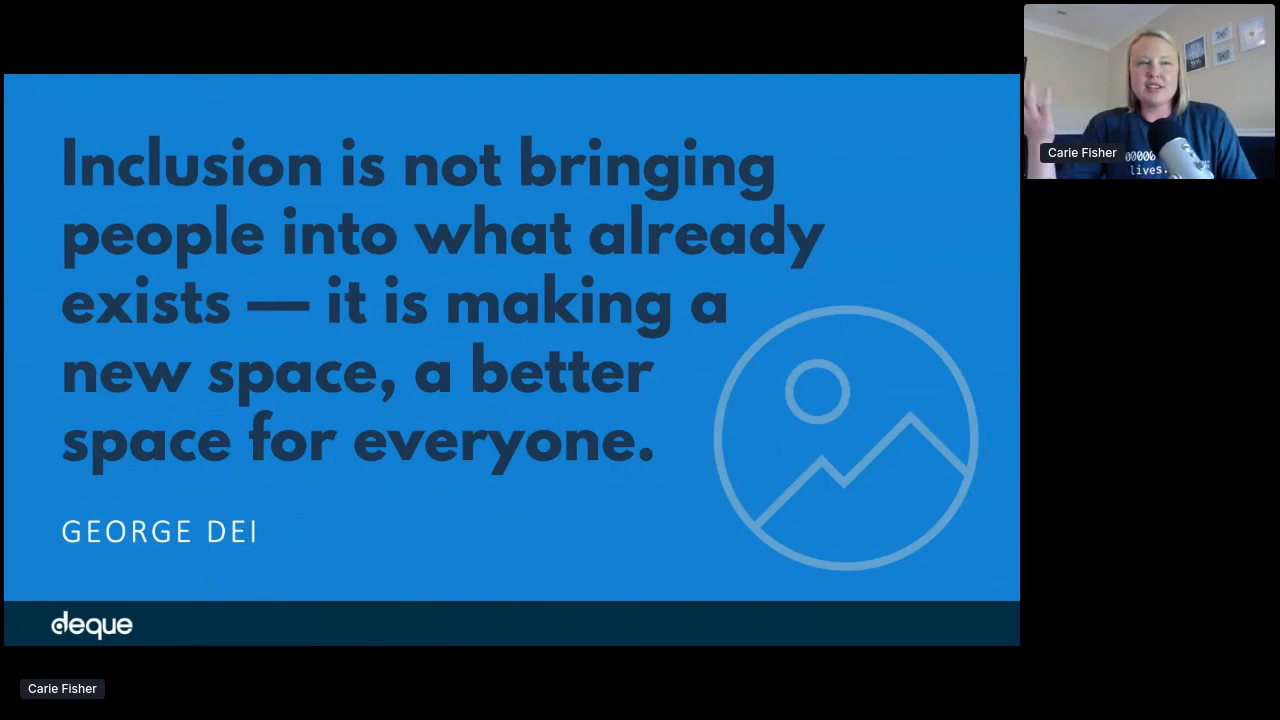 Inclusion is not bringing
people into what already
exists — it is making a
new space, a better
space for everyone.
GEORGE DEI
deque
Carie Fisher
Carie Fisher
lives.